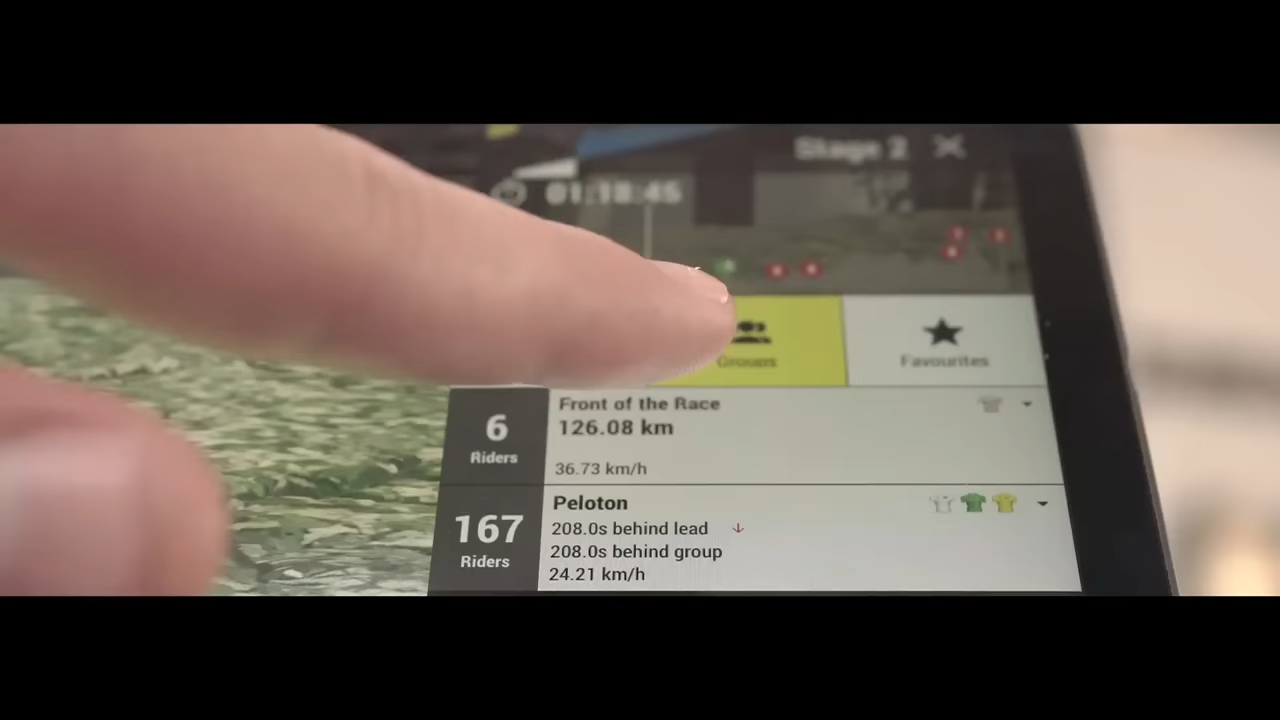 Stage 2
01:18:45
Groups
Favourites
6
Riders
Front of the Race
126.08 km
36.73 km/h
167
Riders
Peloton
208.0s behind lead
208.0s behind group
24.21 km/h